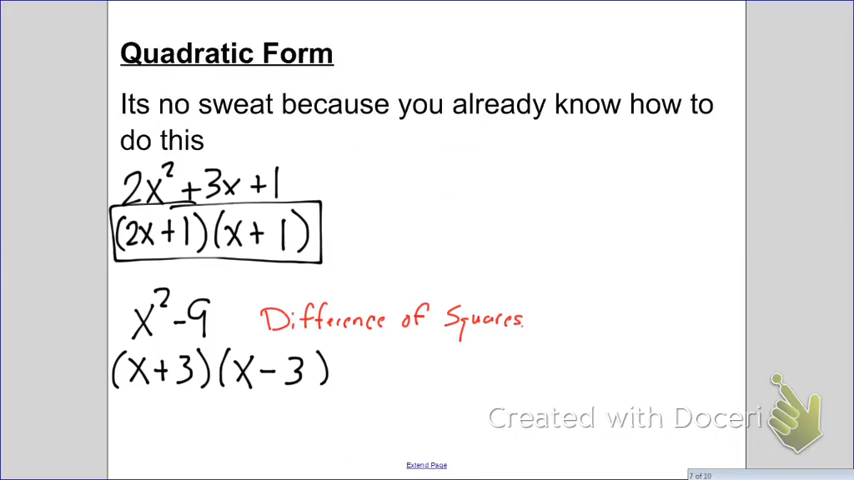 Quadratic Form
Its no sweat because you already know how to
do this
2x² + 3x + 1
(2x+1)(x + 1)
x² - 9 Difference of Squares.
(x+3)(x-3)
Created with Doceri
Extend Page
7 of 10